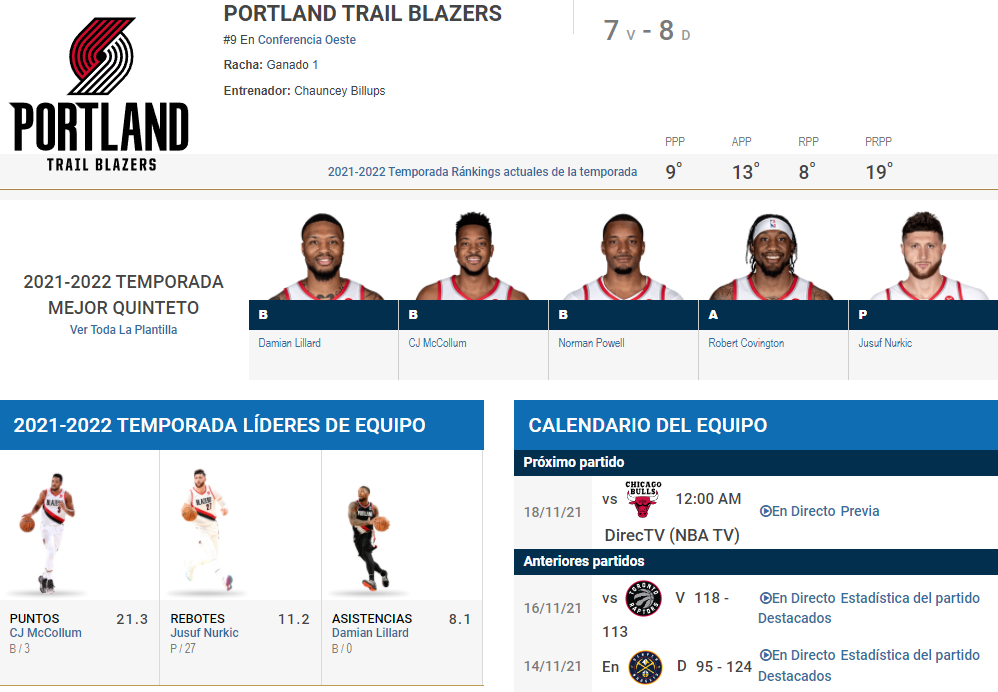 PORTLAND
TRAIL BLAZERS
PORTLAND TRAIL BLAZERS
#9 En Conferencia Oeste
Racha: Ganado 1
Entrenador: Chauncey Billups
7 V - 8 D
PPP APP RPP PRPP
2021-2022 Temporada Ránkings actuales de la temporada 9° 13° 8° 19°
2021-2022 TEMPORADA
MEJOR QUINTETO
Ver Toda La Plantilla
B B B A P
Damian Lillard CJ McCollum Norman Powell Robert Covington Jusuf Nurkic
2021-2022 TEMPORADA LÍDERES DE EQUIPO
PUNTOS 21.3
CJ McCollum
B / 3
REBOTES 11.2
Jusuf Nurkic
P / 27
ASISTENCIAS 8.1
Damian Lillard
B / 0
CALENDARIO DEL EQUIPO
Próximo partido
18/11/21 vs CHICAGO BULLS 12:00 AM En Directo Previa
DirecTV (NBA TV)
Anteriores partidos
16/11/21 vs TORONTO RAPTORS V 118 - 113 En Directo Estadística del partido
Destacados
14/11/21 En D 95 - 124 En Directo Estadística del partido
Destacados